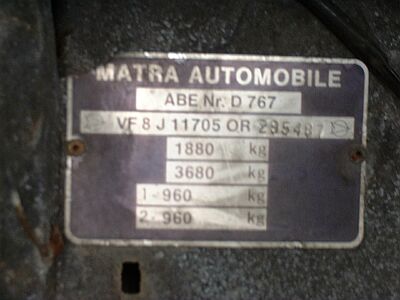 MATRA AUTOMOBILE
ABE Nr. D 767
VF 8 J 11705 OR 295487
1880 kg
3680 kg
1-960 kg
2-960 kg